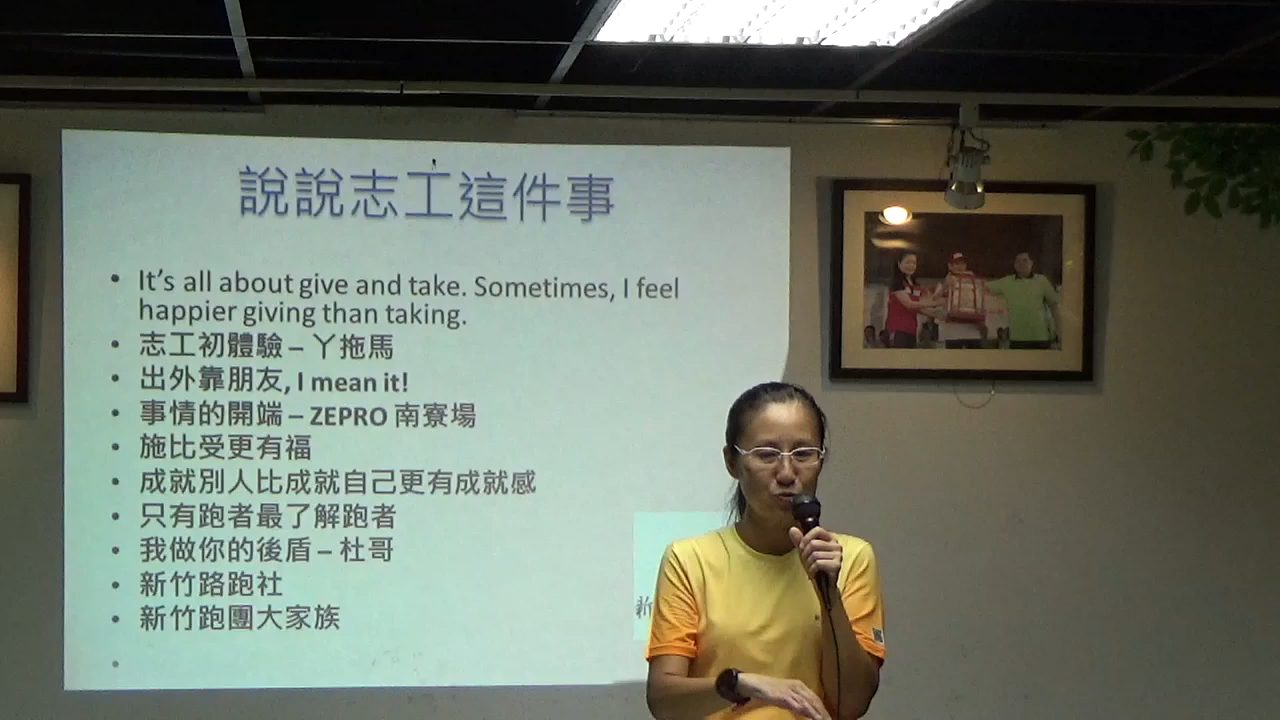 說說志工這件事
• It's all about give and take. Sometimes, I feel
happier giving than taking.
• 志工初體驗 – ㄚ拖馬
• 出外靠朋友, I mean it!
• 事情的開端 – ZEPRO 南寮場
• 施比受更有福
• 成就別人比成就自己更有成就感
• 只有跑者最了解跑者
• 我做你的後盾 – 杜哥
• 新竹路跑社
• 新竹跑團大家族
•
新